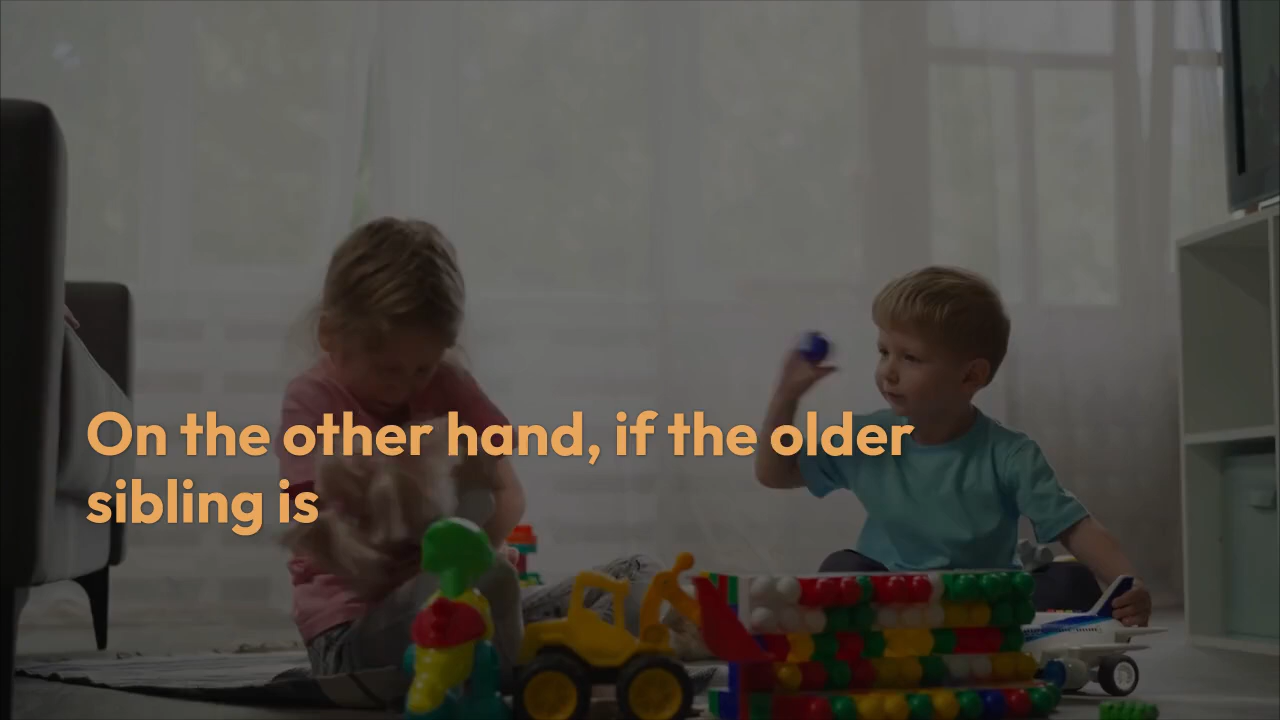 On the other hand, if the older
sibling is